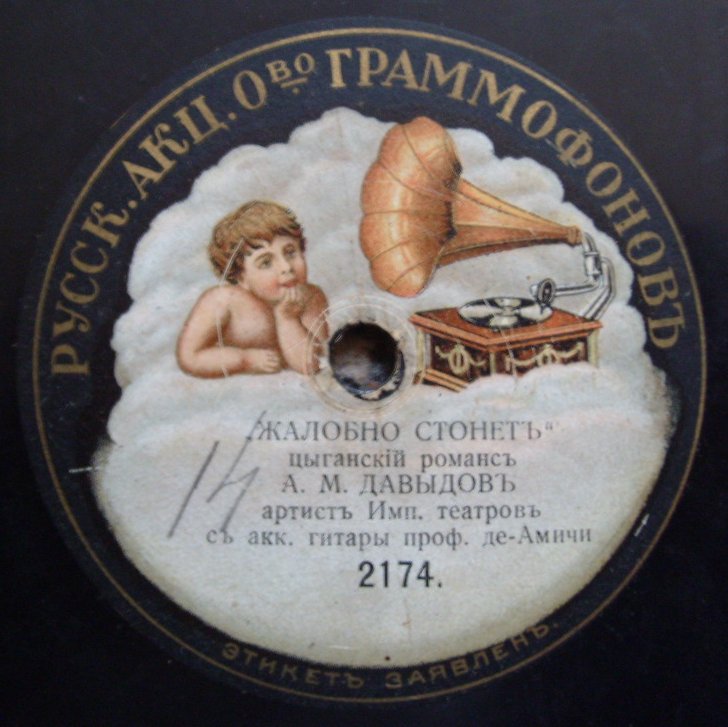 РУССК. АКЦ. Ово ГРАММОФОНОВЪ
„ЖАЛОБНО СТОНЕТЪ“
цыганскій романсъ
А. М. ДАВЫДОВЪ
артистъ Имп. театровъ
съ акк. гитары проф. де-Амичи
2174.
14
ЭТИКЕТЪ ЗАЯВЛЕНЪ.